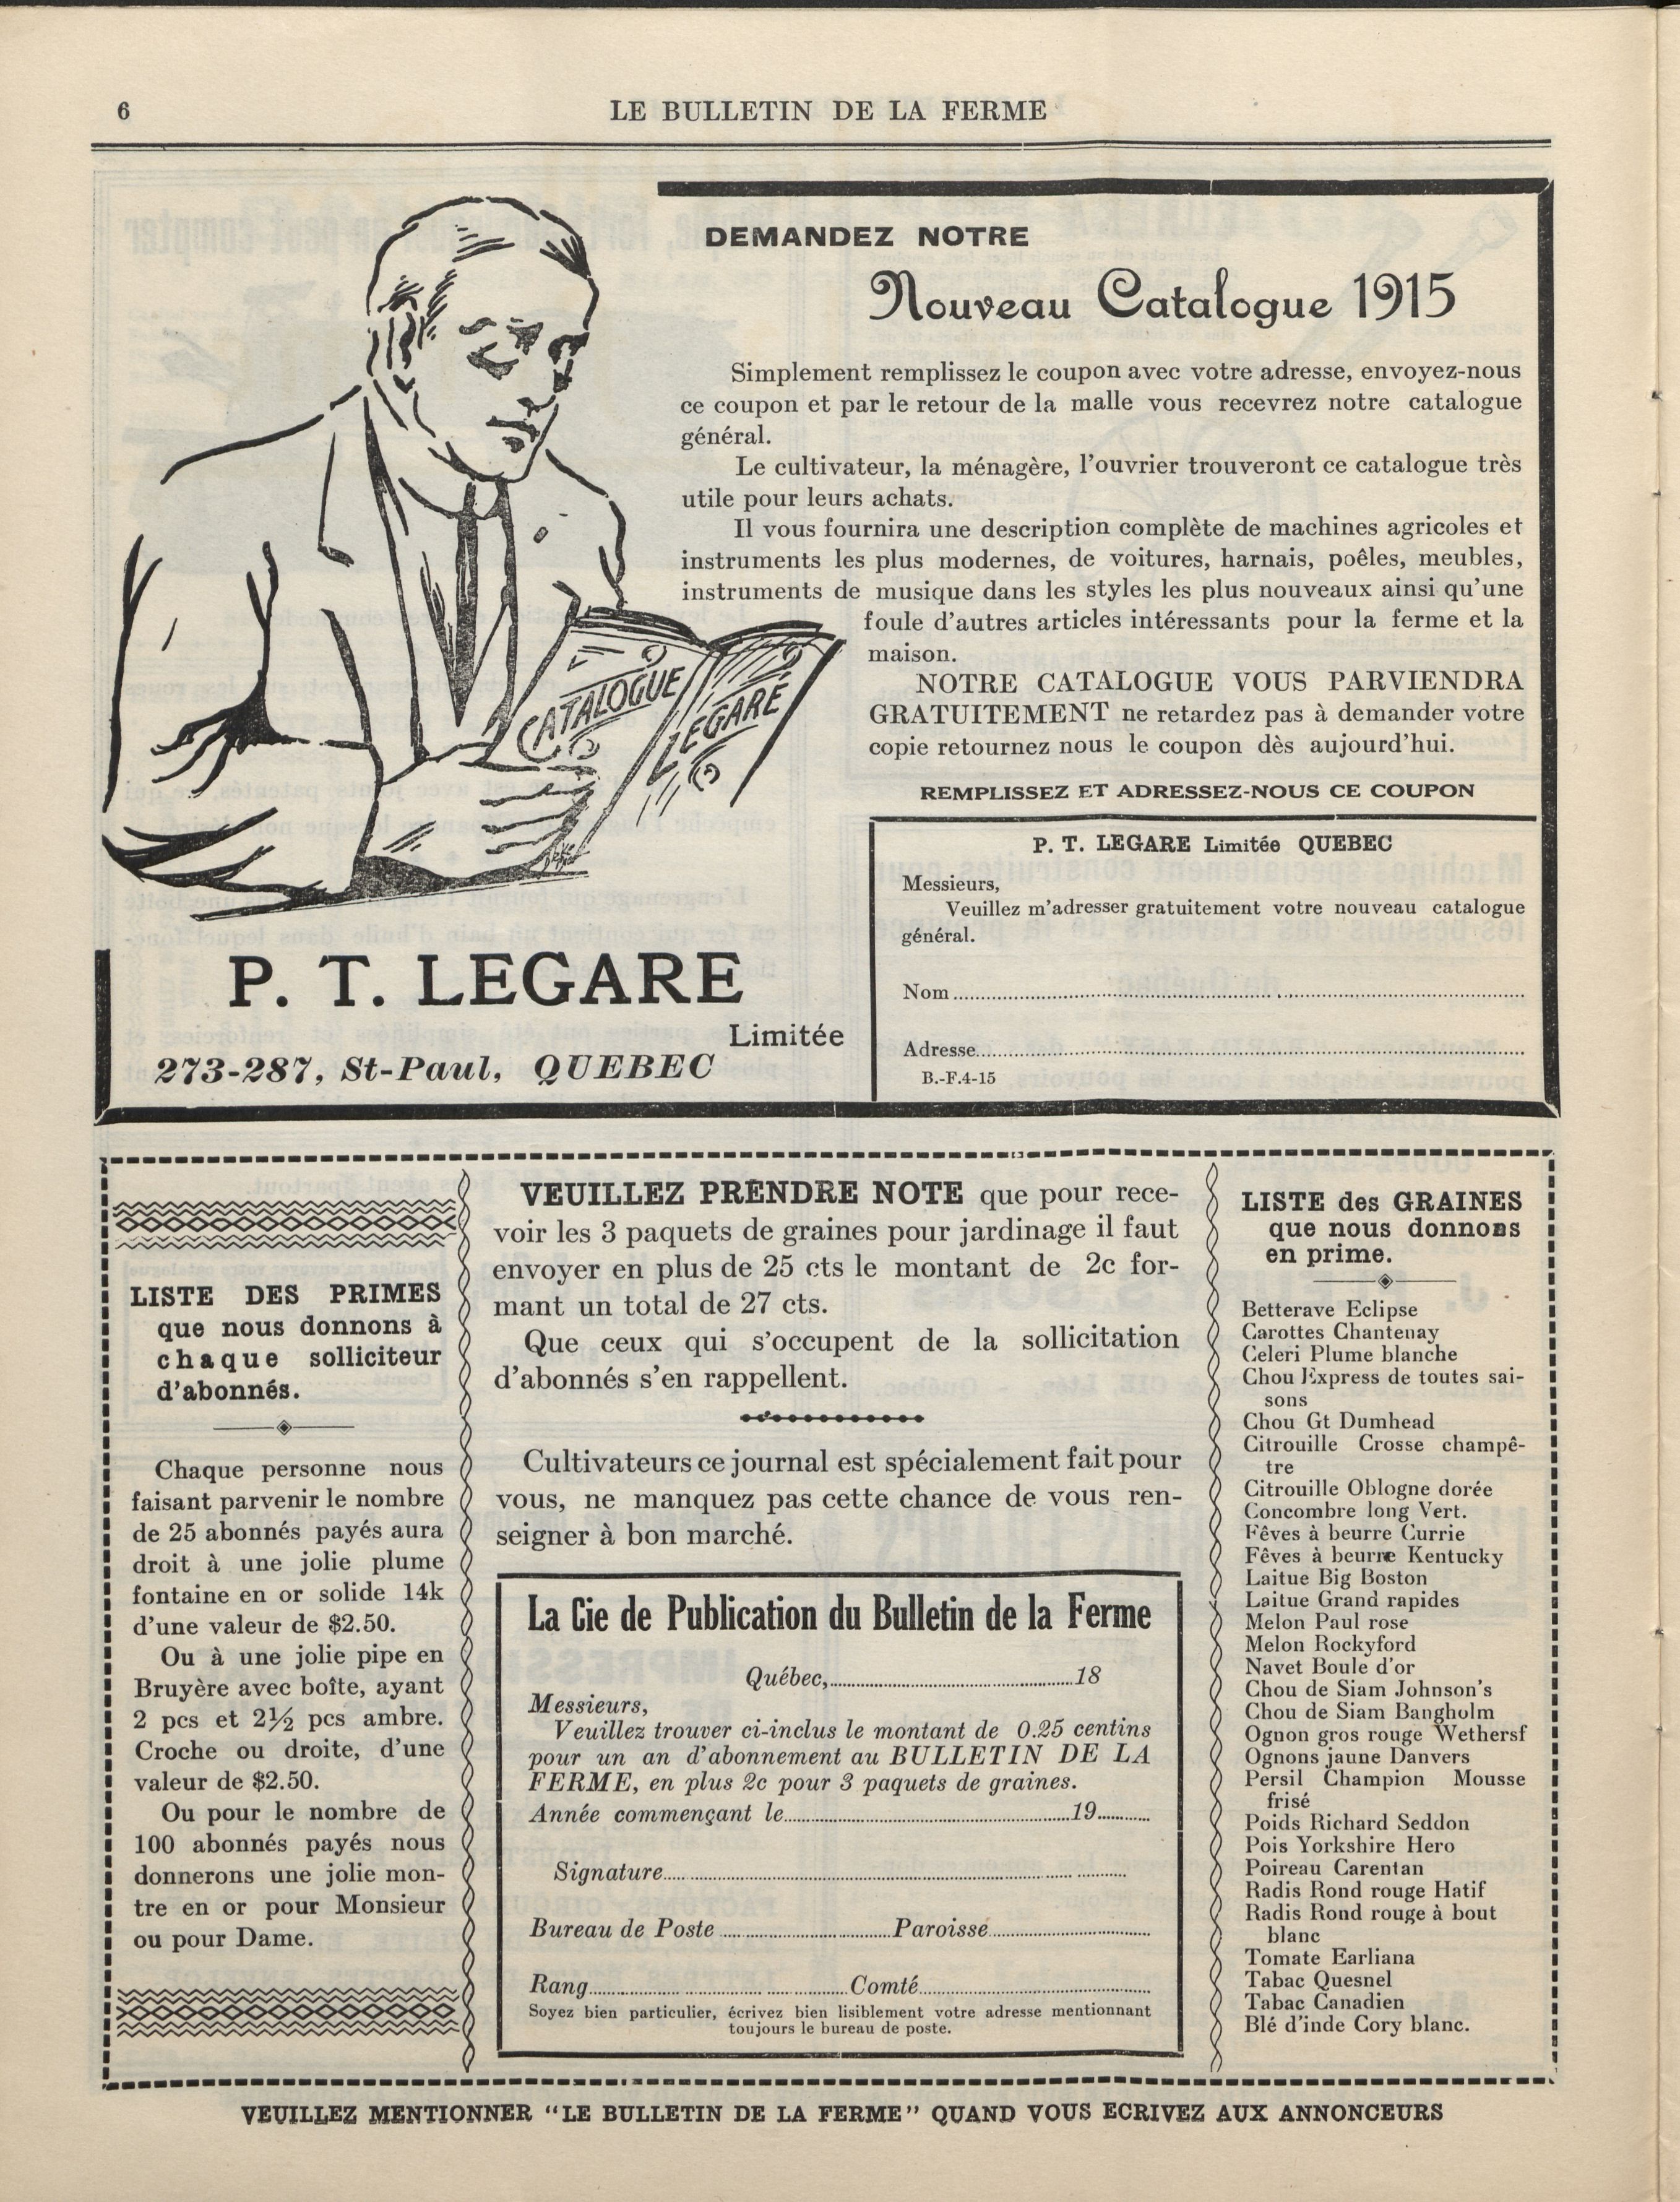 6
LE BULLETIN DE LA FERME
DEMANDEZ NOTRE
Nouveau Catalogue 1915
Simplement remplissez le coupon avec votre adresse, envoyez-nous
ce coupon et par le retour de la malle vous recevrez notre catalogue
général.
Le cultivateur, la ménagère, l'ouvrier trouveront ce catalogue très
utile pour leurs achats.
Il vous fournira une description complète de machines agricoles et
instruments les plus modernes, de voitures, harnais, poêles, meubles,
instruments de musique dans les styles les plus nouveaux ainsi qu'une
foule d'autres articles intéressants pour la ferme et la
maison.
NOTRE CATALOGUE VOUS PARVIENDRA
GRATUITEMENT ne retardez pas à demander votre
copie retournez nous le coupon dès aujourd'hui.
CATALOGUE
LEGARE
REMPLISSEZ ET ADRESSEZ-NOUS CE COUPON
P. T. LEGARE Limitée QUEBEC
Messieurs,
Veuillez m'adresser gratuitement votre nouveau catalogue
général.
Nom
Adresse
B.-F.4-15
P. T. LEGARE
Limitée
273-287, St-Paul, QUEBEC
LISTE DES PRIMES
que nous donnons à
chaque solliciteur
d'abonnés.
Chaque personne nous
faisant parvenir le nombre
de 25 abonnés payés aura
droit à une jolie plume
fontaine en or solide 14k
d'une valeur de $2.50.
Ou à une jolie pipe en
Bruyère avec boîte, ayant
2 pcs et 2½ pcs ambre.
Croche ou droite, d'une
valeur de $2.50.
Ou pour le nombre de
100 abonnés payés nous
donnerons une jolie mon-
tre en or pour Monsieur
ou pour Dame.
VEUILLEZ PRENDRE NOTE que pour rece-
voir les 3 paquets de graines pour jardinage il faut
envoyer en plus de 25 cts le montant de 2c for-
mant un total de 27 cts.
Que ceux qui s'occupent de la sollicitation
d'abonnés s'en rappellent.
Cultivateurs ce journal est spécialement fait pour
vous, ne manquez pas cette chance de vous ren-
seigner à bon marché.
La Cie de Publication du Bulletin de la Ferme
Québec,18
Messieurs,
Veuillez trouver ci-inclus le montant de 0.25 centins
pour un an d'abonnement au BULLETIN DE LA
FERME, en plus 2c pour 3 paquets de graines.
Année commençant le19
Signature
Bureau de Poste Paroisse
Rang Comté
Soyez bien particulier, écrivez bien lisiblement votre adresse mentionnant
toujours le bureau de poste.
LISTE des GRAINES
que nous donnons
en prime.
Betterave Eclipse
Carottes Chantenay
Celeri Plume blanche
Chou Express de toutes sai-
sons
Chou Gt Dumhead
Citrouille Crosse champê-
tre
Citrouille Oblogne dorée
Concombre long Vert.
Fêves à beurre Currie
Fêves à beurre Kentucky
Laitue Big Boston
Laitue Grand rapides
Melon Paul rose
Melon Rockyford
Navet Boule d'or
Chou de Siam Johnson's
Chou de Siam Bangholm
Ognon gros rouge Wethersf
Ognons jaune Danvers
Persil Champion Mousse
frisé
Poids Richard Seddon
Pois Yorkshire Hero
Poireau Carentan
Radis Rond rouge Hatif
Radis Rond rouge à bout
blanc
Tomate Earliana
Tabac Quesnel
Tabac Canadien
Blé d'inde Cory blanc.
VEUILLEZ MENTIONNER "LE BULLETIN DE LA FERME" QUAND VOUS ECRIVEZ AUX ANNONCEURS